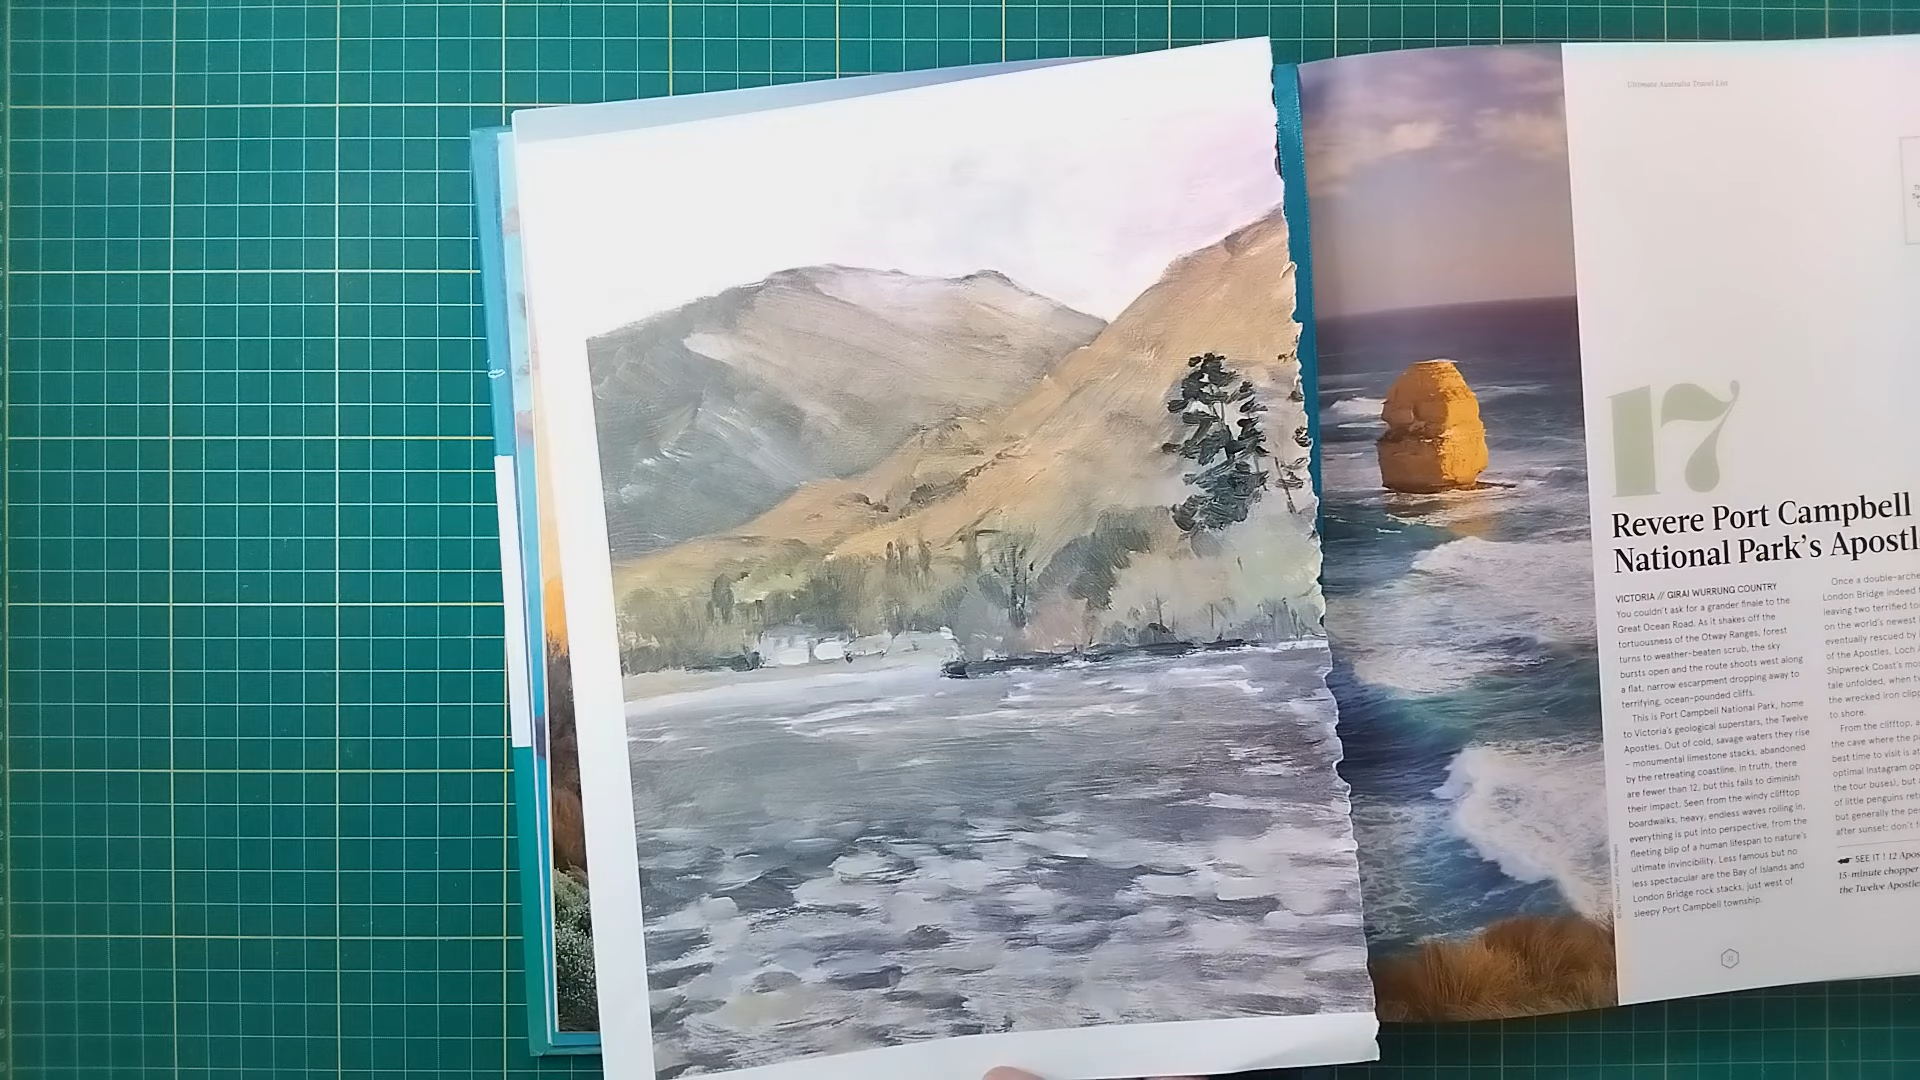 Ultimate Australia Travel List
17
Revere Port Campbell
National Park's
VICTORIA // GIRAI WURRUNG COUNTRY
You couldn't ask for a grander finale to the
Great Ocean Road. As it shakes off the
tortuousness of the Otway Ranges, forest
turns to weather-beaten scrub, the sky
bursts open and the route shoots west along
a flat, narrow escarpment dropping away to
terrifying, ocean-pounded cliffs.
This is Port Campbell National Park, home
to Victoria's geological superstars, the Twelve
Apostles. Out of cold, savage waters they rise
– monumental limestone stacks, abandoned
by the retreating coastline. In truth, there
are fewer than 12, but this fails to diminish
their impact. Seen from the windy clifftop
boardwalks, heavy, endless waves rolling in,
everything is put into perspective, from the
fleeting blip of a human lifespan to nature's
ultimate invincibility. Less famous but no
less spectacular are the Bay of Islands and
London Bridge rock stacks, just west of
sleepy Port Campbell township.
Once a double-arche
London Bridge indeed
leaving two terrified to
on the world's newest
eventually rescued by
of the Apostles, Loch
Shipwreck Coast's mo
tale unfolded, when tw
the wrecked iron clipp
to shore.
From the clifftop, a
the cave where the pa
best time to visit is at
optimal Instagram op
the tour buses), but
of little penguins ret
but generally the pe
after sunset; don't
SEE IT ! 12 Apos
15-minute chopper
the Twelve Apostle